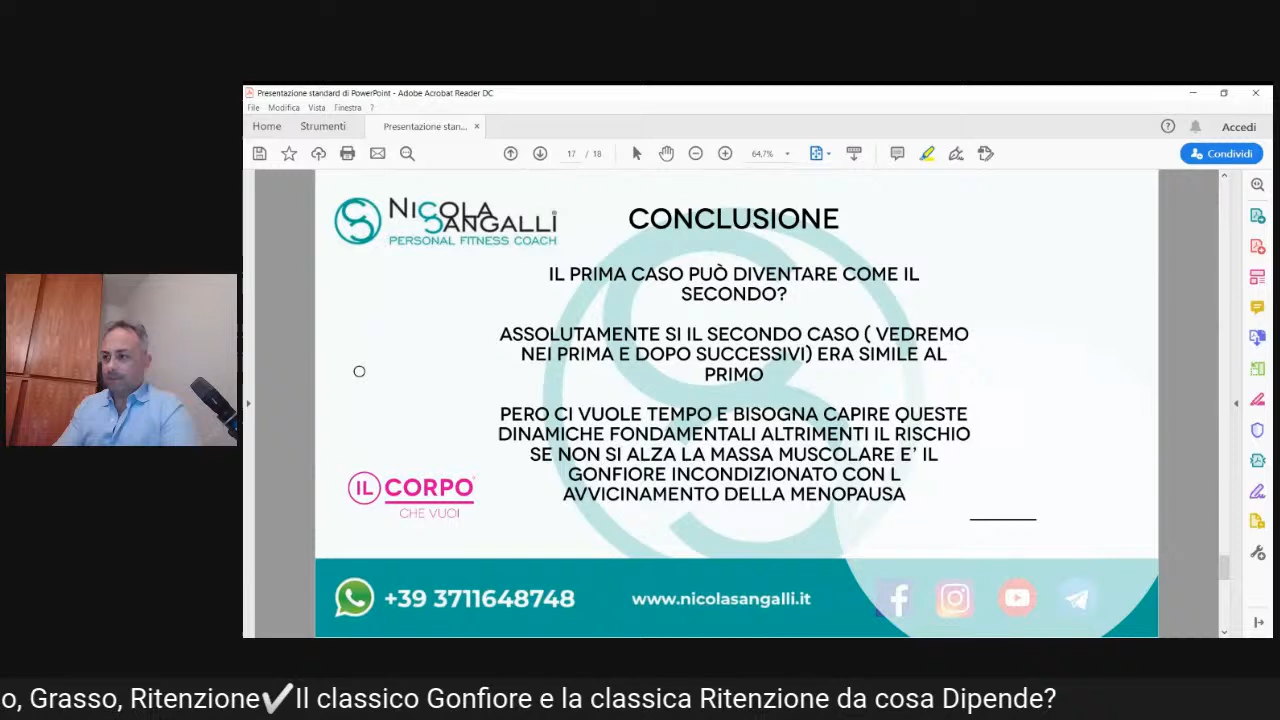 Presentazione standard di PowerPoint - Adobe Acrobat Reader DC
File Modifica Vista Finestra ?
Home Strumenti Presentazione stan... × Accedi
17 / 18 64,7% Condividi
NICOLA
SANGALLI®
PERSONAL FITNESS COACH
CONCLUSIONE
IL PRIMA CASO PUÒ DIVENTARE COME IL
SECONDO?
ASSOLUTAMENTE SI IL SECONDO CASO ( VEDREMO
NEI PRIMA E DOPO SUCCESSIVI) ERA SIMILE AL
PRIMO
PERO CI VUOLE TEMPO E BISOGNA CAPIRE QUESTE
DINAMICHE FONDAMENTALI ALTRIMENTI IL RISCHIO
SE NON SI ALZA LA MASSA MUSCOLARE E’ IL
GONFIORE INCONDIZIONATO CON L
AVVICINAMENTO DELLA MENOPAUSA
IL CORPO
CHE VUOI
+39 3711648748 www.nicolasangalli.it
o, Grasso, Ritenzione✔Il classico Gonfiore e la classica Ritenzione da cosa Dipende?